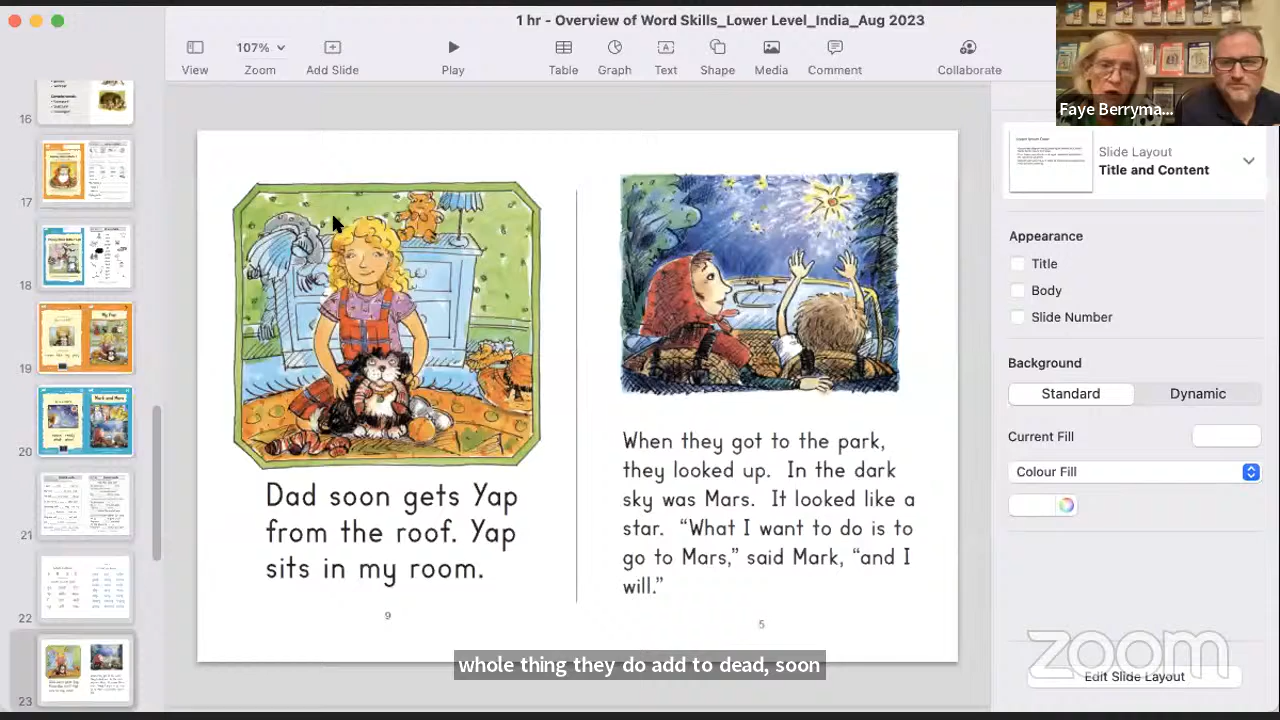 1 hr - Overview of Word Skills_Lower Level_India_Aug 2023
View
107%
Zoom
Add Slide
Play
Table
Graph
Text
Shape
Media
Comment
Collaborate
Faye Berryma...
16
17
18
19
My Yap
20
Mark and Mars
21
22
23
Dad soon gets Yap
from the roof. Yap
sits in my room.
9
When they got to the park,
they looked up. In the dark
sky was Mars. It looked like a
star. “What I want to do is to
go to Mars,” said Mark, “and I
will.”
5
Slide Layout
Title and Content
Appearance
Title
Body
Slide Number
Background
Standard
Dynamic
Current Fill
Colour Fill
Edit Slide Layout
zoom
whole thing they do add to dead, soon